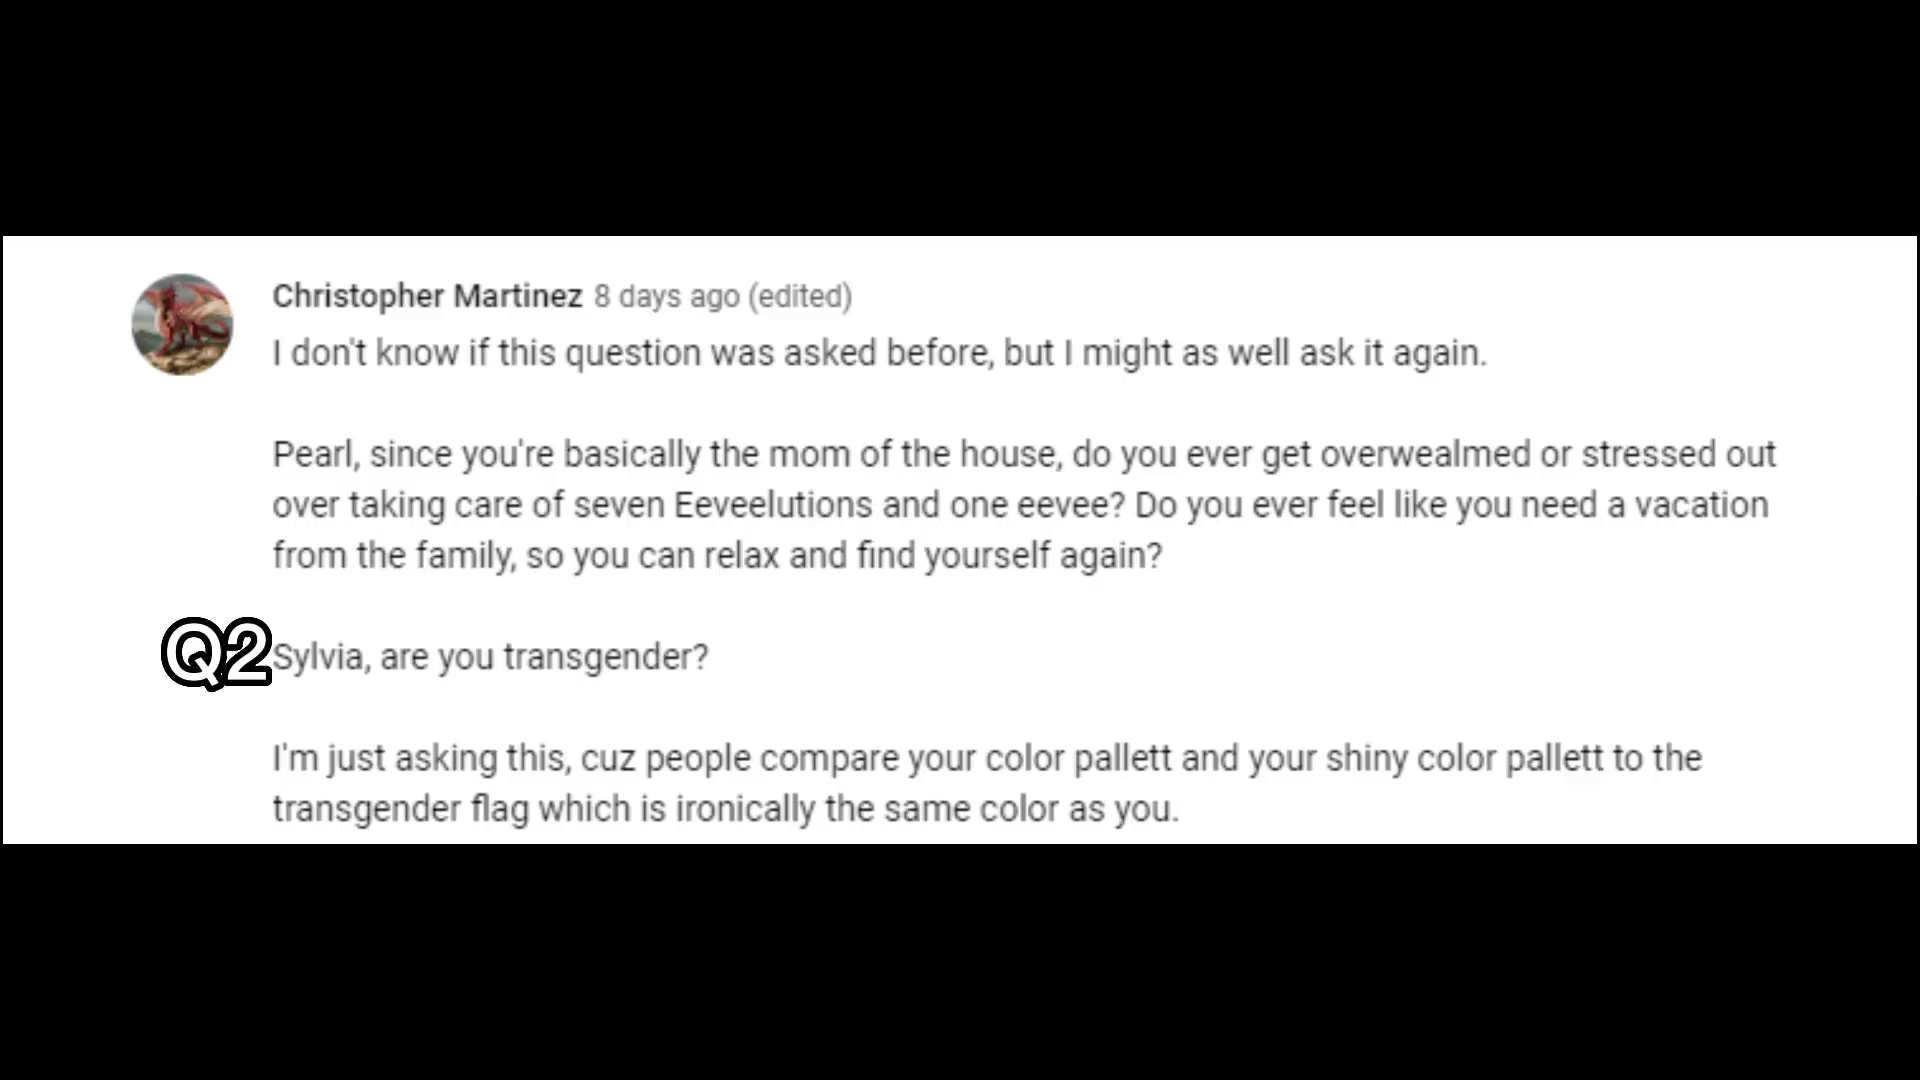 Christopher Martinez 8 days ago (edited)
I don't know if this question was asked before, but I might as well ask it again.
Pearl, since you're basically the mom of the house, do you ever get overwealmed or stressed out
over taking care of seven Eeveelutions and one eevee? Do you ever feel like you need a vacation
from the family, so you can relax and find yourself again?
Q2 Sylvia, are you transgender?
I'm just asking this, cuz people compare your color pallett and your shiny color pallett to the
transgender flag which is ironically the same color as you.